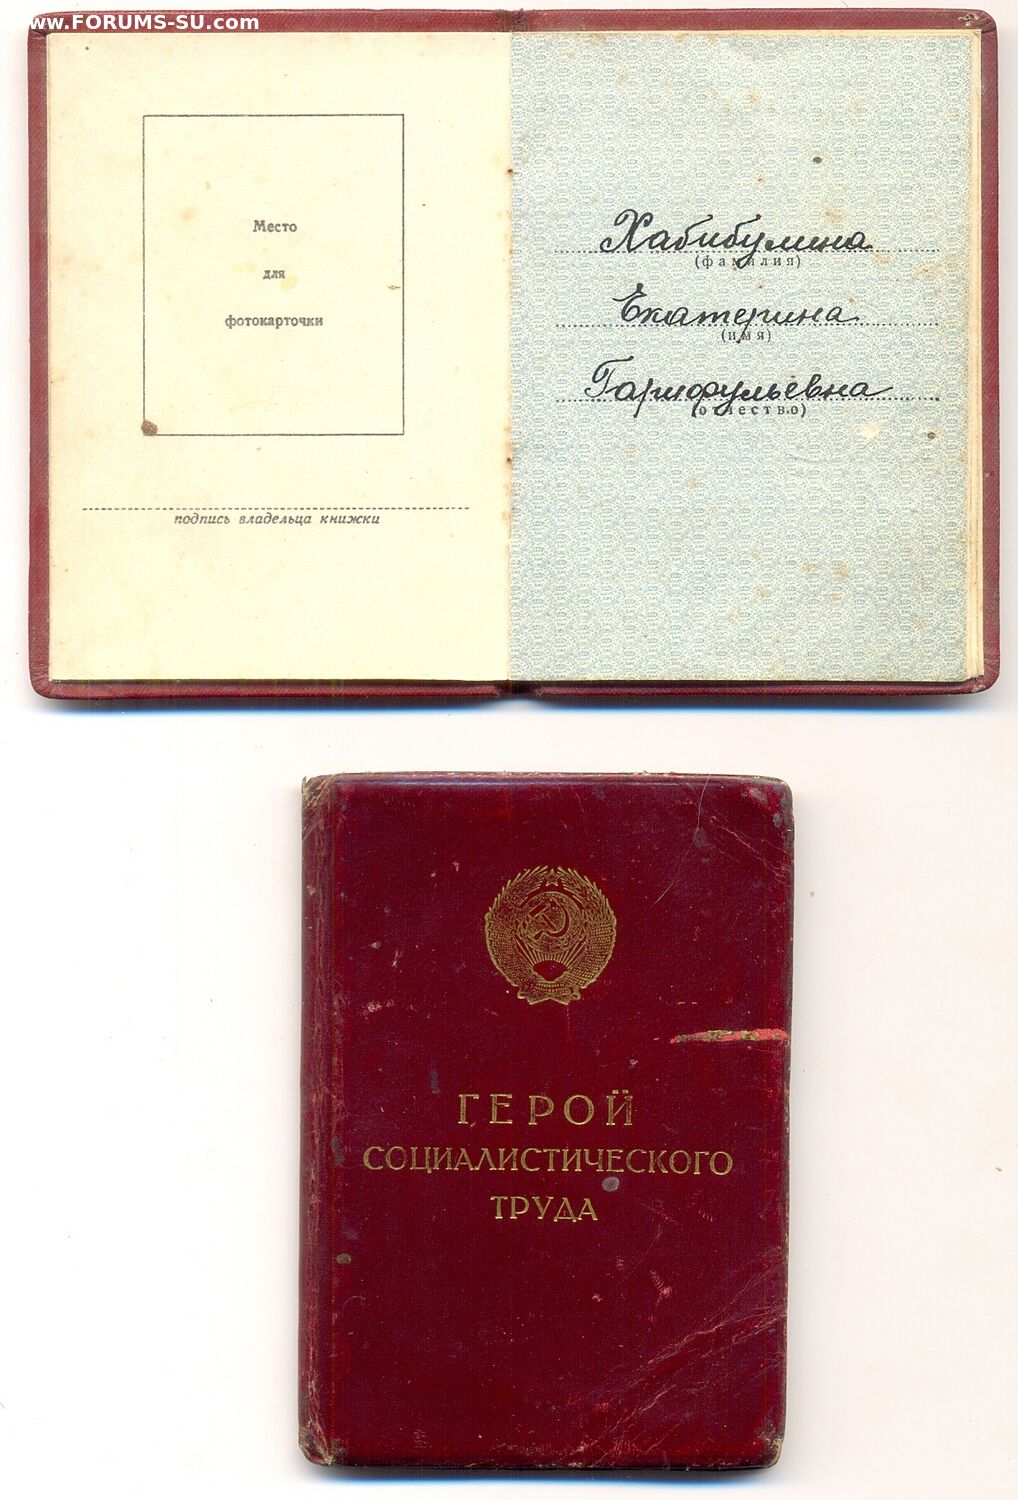 www.FORUMS-SU.com
Место
для
фотокарточки
подпись владельца книжки
Хабибулина
(фамилия)
Екатерина
(имя)
Гарифульевна
(отчество)
ГЕРОЙ
СОЦИАЛИСТИЧЕСКОГО
ТРУДА